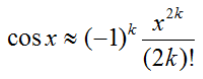 cos x ≈ (-1)^k x^{2k} / (2k)!